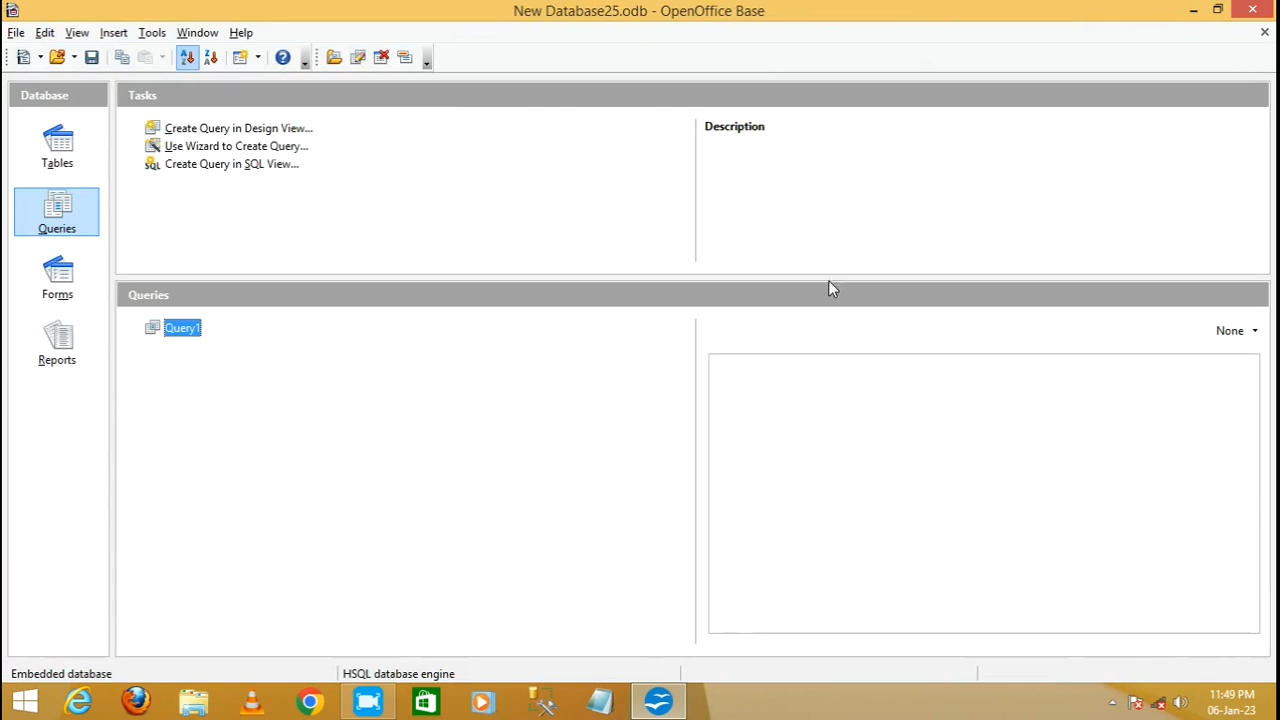 New Database25.odb - OpenOffice Base
File Edit View Insert Tools Window Help
Database
Tables
Queries
Forms
Reports
Tasks
Create Query in Design View...
Use Wizard to Create Query...
SQL Create Query in SQL View...
Description
Queries
Query1
None
Embedded database
HSQL database engine
11:49 PM
06-Jan-23